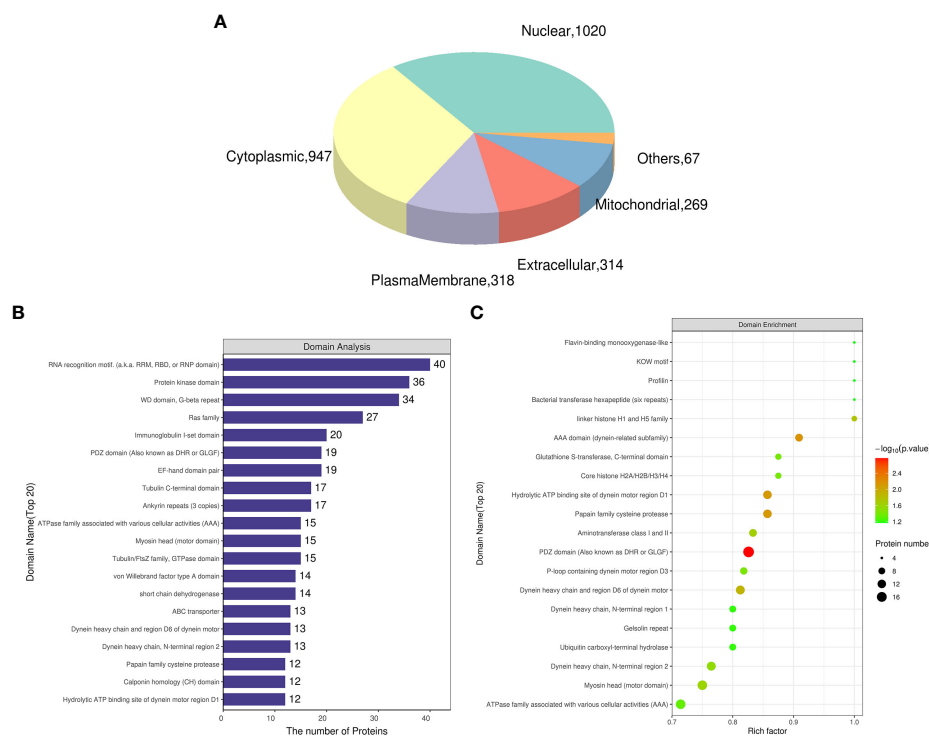 A
Nuclear,1020
Cytoplasmic,947
Others,67
Mitochondrial,269
Extracellular,314
PlasmaMembrane,318
B
Domain Analysis
Domain Name(Top 20)
RNA recognition motif. (a.k.a. RRM, RBD, or RNP domain) 40
Protein kinase domain 36
WD domain, G-beta repeat 34
Ras family 27
Immunoglobulin I-set domain 20
PDZ domain (Also known as DHR or GLGF) 19
EF-hand domain pair 19
Tubulin C-terminal domain 17
Ankyrin repeats (3 copies) 17
ATPase family associated with various cellular activities (AAA) 15
Myosin head (motor domain) 15
Tubulin/FtsZ family, GTPase domain 15
von Willebrand factor type A domain 14
short chain dehydrogenase 14
ABC transporter 13
Dynein heavy chain and region D6 of dynein motor 13
Dynein heavy chain, N-terminal region 2 13
Papain family cysteine protease 12
Calponin homology (CH) domain 12
Hydrolytic ATP binding site of dynein motor region D1 12
0 10 20 30 40
The number of Proteins
C
Domain Enrichment
Domain Name(Top 20)
Flavin-binding monooxygenase-like
KOW motif
Profilin
Bacterial transferase hexapeptide (six repeats)
linker histone H1 and H5 family
AAA domain (dynein-related subfamily)
Glutathione S-transferase, C-terminal domain
Core histone H2A/H2B/H3/H4
Hydrolytic ATP binding site of dynein motor region D1
Papain family cysteine protease
Aminotransferase class I and II
PDZ domain (Also known as DHR or GLGF)
P-loop containing dynein motor region D3
Dynein heavy chain and region D6 of dynein motor
Dynein heavy chain, N-terminal region 1
Gelsolin repeat
Ubiquitin carboxyl-terminal hydrolase
Dynein heavy chain, N-terminal region 2
Myosin head (motor domain)
ATPase family associated with various cellular activities (AAA)
0.7 0.8 0.9 1.0
Rich factor
−log10(p.value
2.4
2.0
1.6
1.2
Protein numbe
4
8
12
16